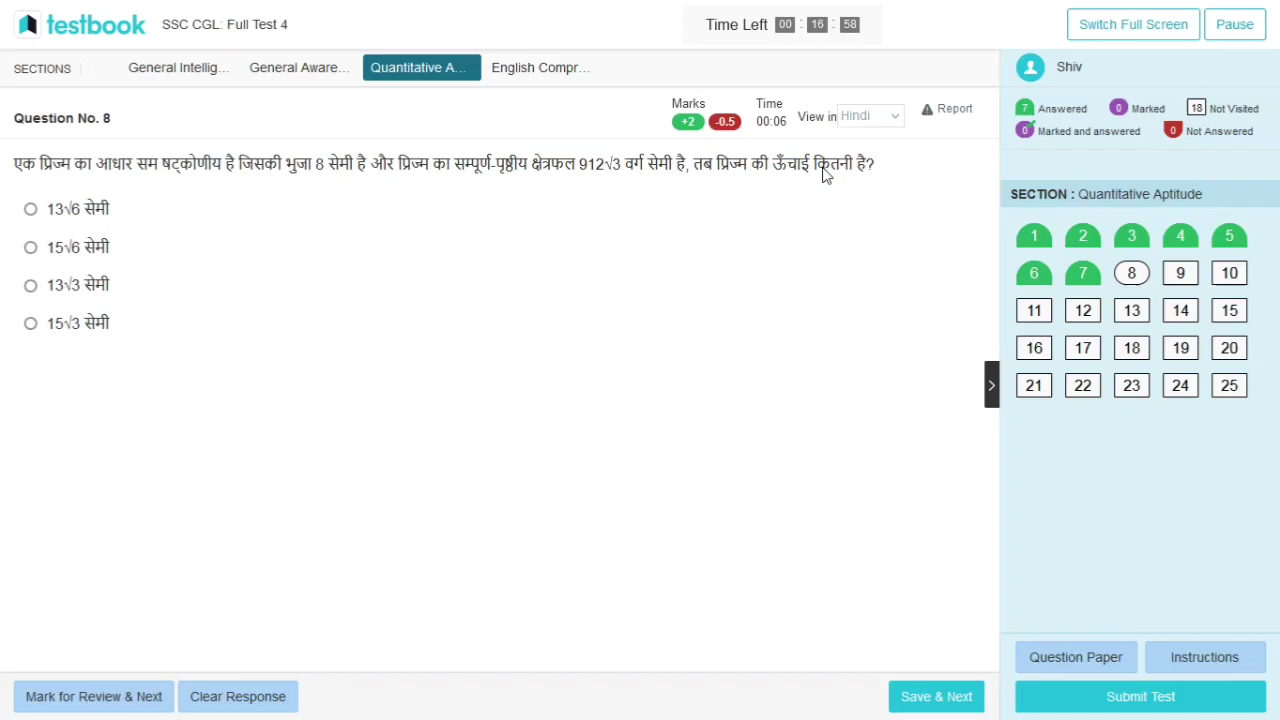 testbook SSC CGL: Full Test 4 Time Left 00 : 16 : 58 Switch Full Screen Pause
SECTIONS General Intellig... General Aware... Quantitative A... English Compr... Shiv
Question No. 8 Marks +2 -0.5 Time 00:06 View in Hindi Report
7 Answered 0 Marked 18 Not Visited
0 Marked and answered 0 Not Answered
एक प्रिज्म का आधार सम षट्कोणीय है जिसकी भुजा 8 सेमी है और प्रिज्म का सम्पूर्ण-पृष्ठीय क्षेत्रफल 912√3 वर्ग सेमी है, तब प्रिज्म की ऊँचाई कितनी है?
13√6 सेमी
15√6 सेमी
13√3 सेमी
15√3 सेमी
SECTION : Quantitative Aptitude
1 2 3 4 5
6 7 8 9 10
11 12 13 14 15
16 17 18 19 20
21 22 23 24 25
>
Question Paper Instructions
Mark for Review & Next Clear Response Save & Next Submit Test